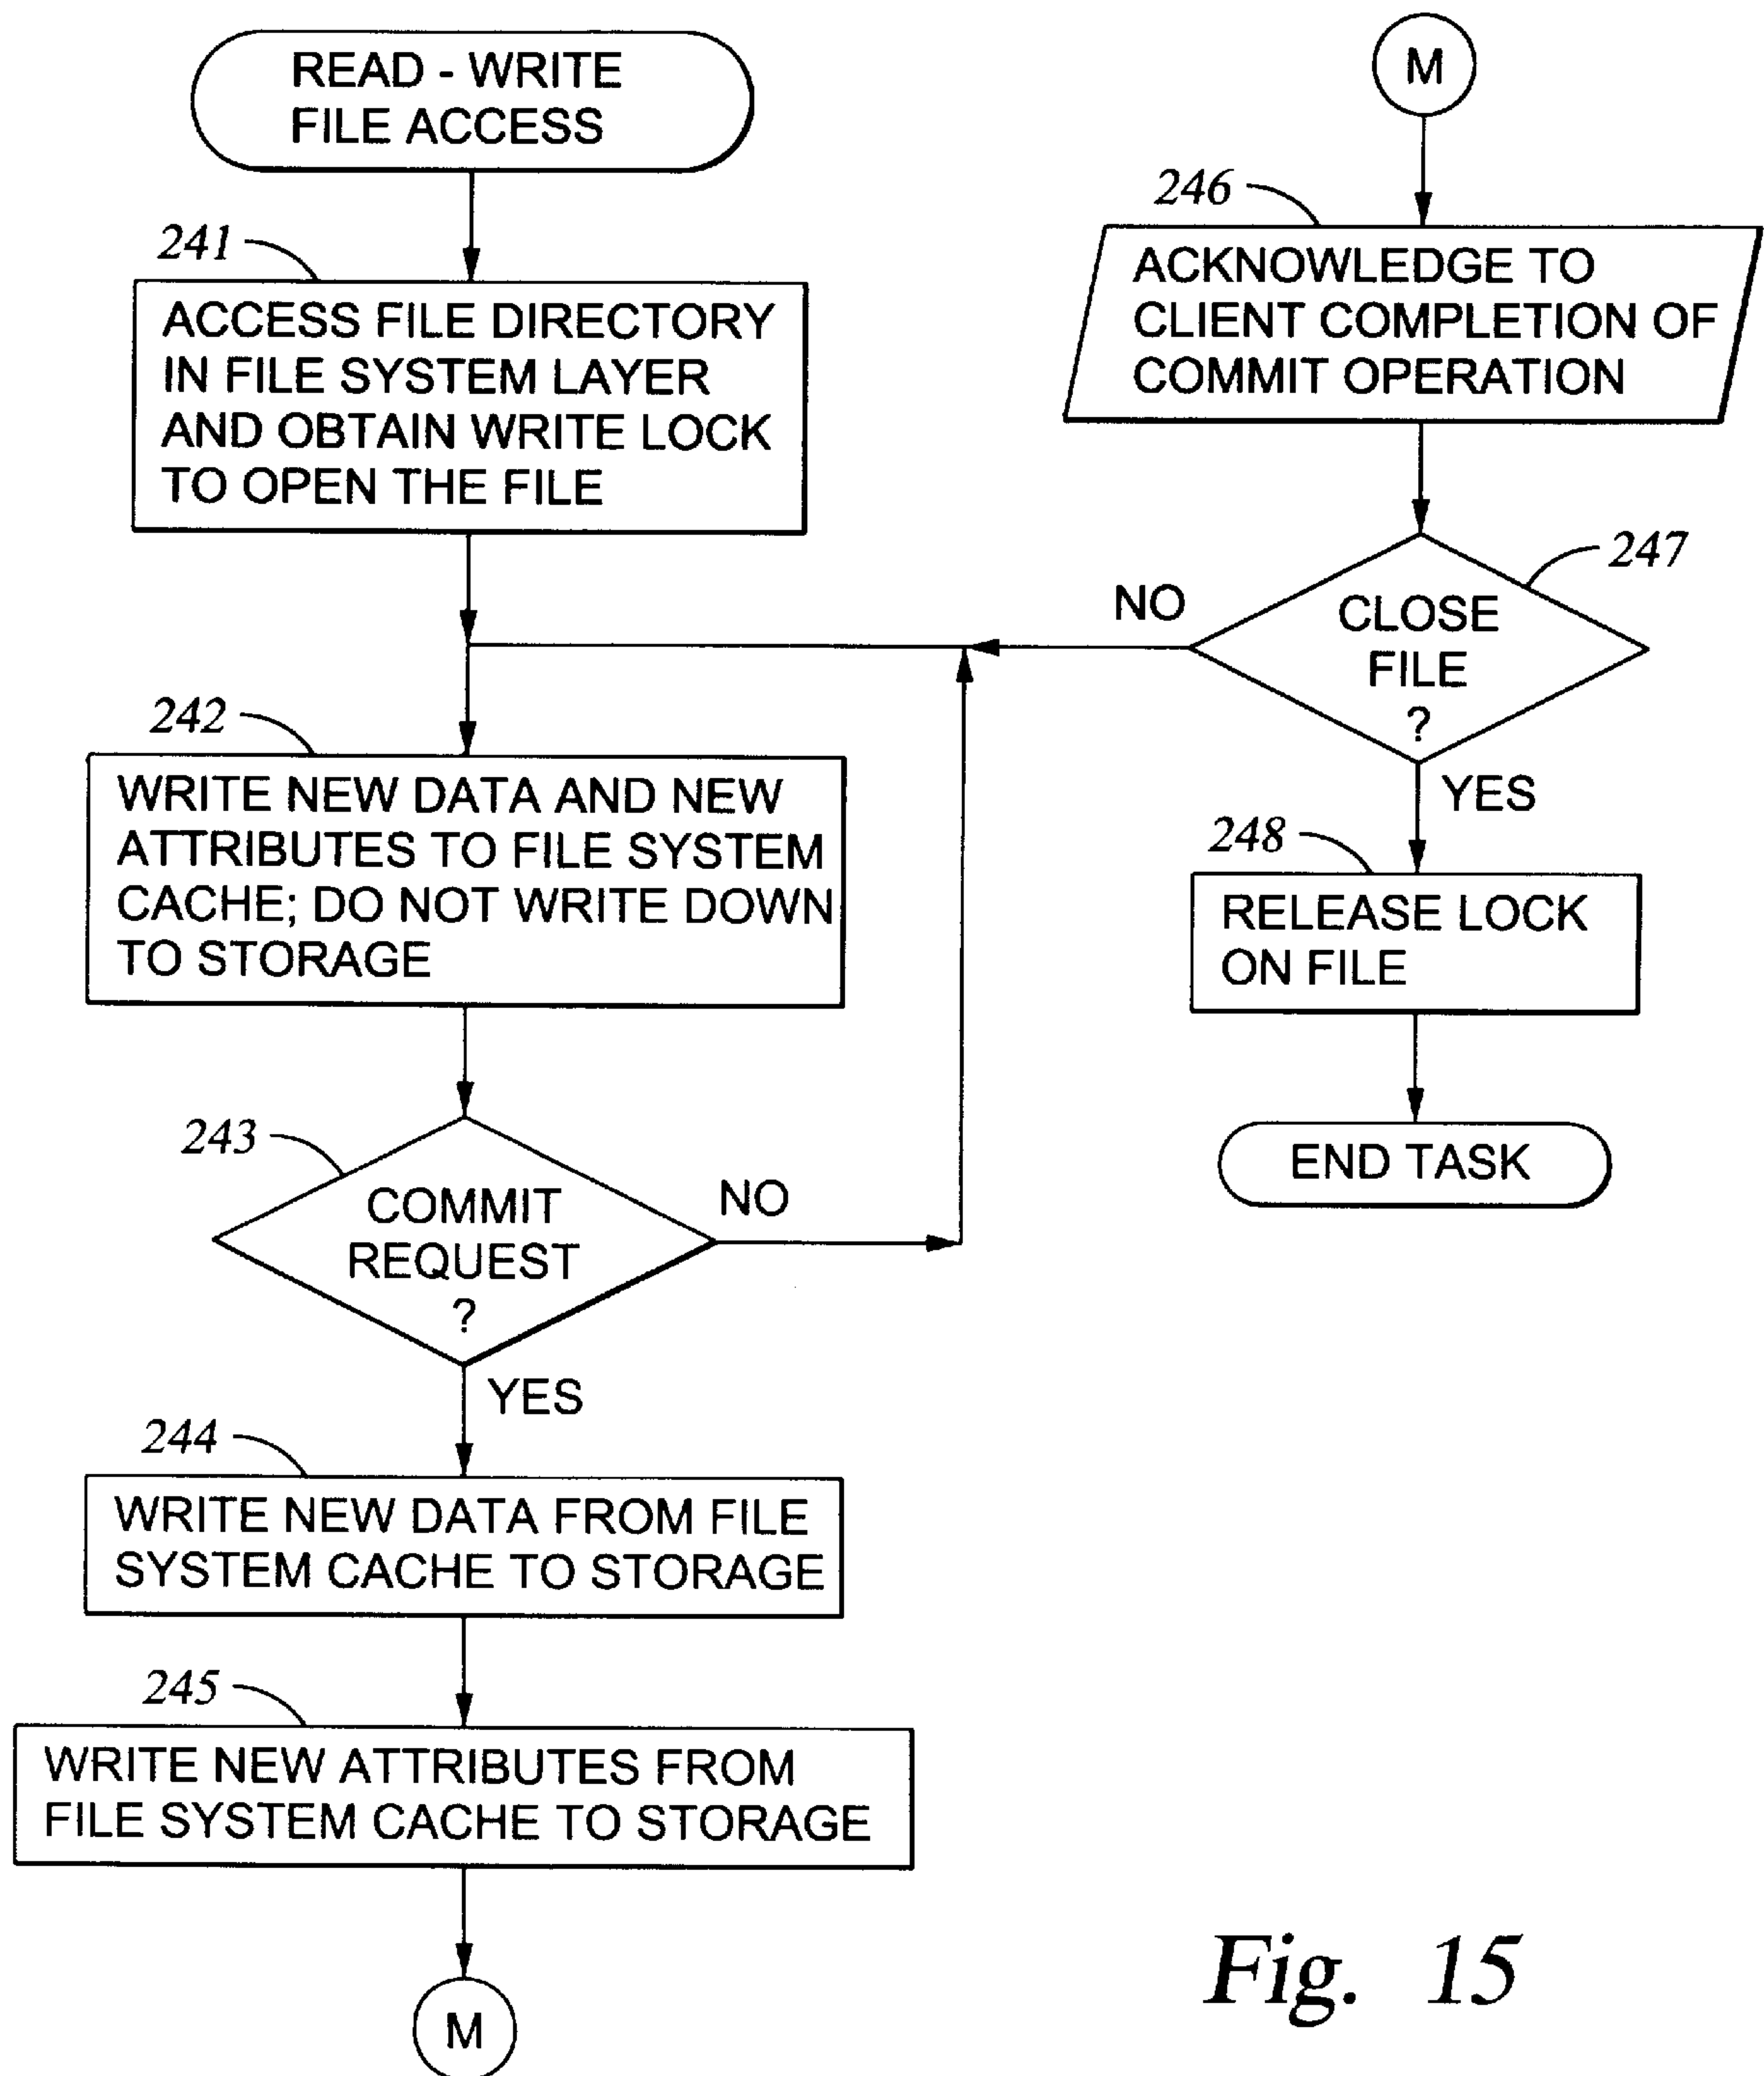 READ - WRITE
FILE ACCESS
241
ACCESS FILE DIRECTORY
IN FILE SYSTEM LAYER
AND OBTAIN WRITE LOCK
TO OPEN THE FILE
242
WRITE NEW DATA AND NEW
ATTRIBUTES TO FILE SYSTEM
CACHE; DO NOT WRITE DOWN
TO STORAGE
243
COMMIT
REQUEST
?
NO
YES
244
WRITE NEW DATA FROM FILE
SYSTEM CACHE TO STORAGE
245
WRITE NEW ATTRIBUTES FROM
FILE SYSTEM CACHE TO STORAGE
M
M
246
ACKNOWLEDGE TO
CLIENT COMPLETION OF
COMMIT OPERATION
247
CLOSE
FILE
?
NO
YES
248
RELEASE LOCK
ON FILE
END TASK
Fig. 15